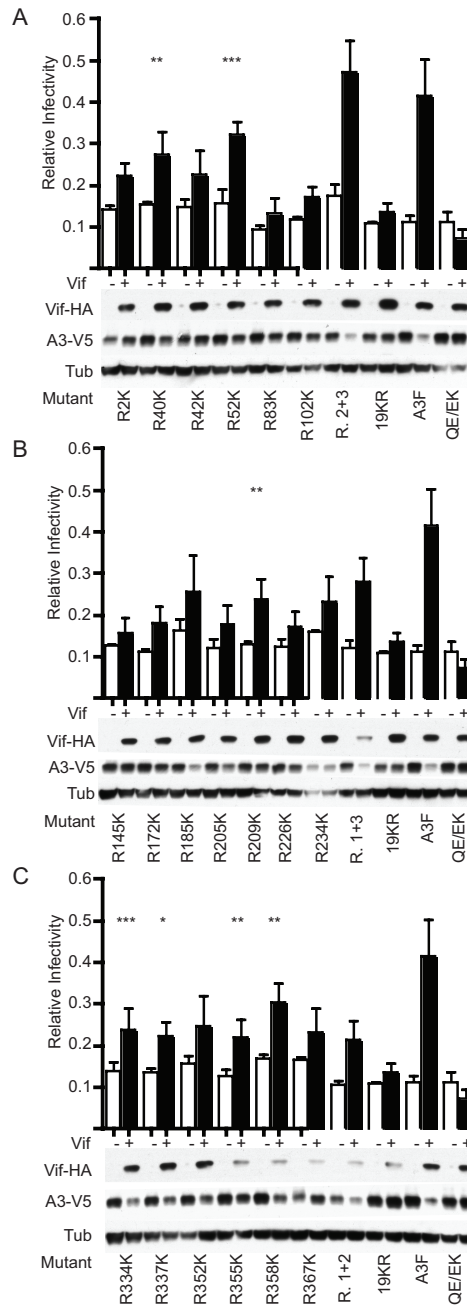 A
Relative Infectivity
0.6
0.5
0.4
0.3
0.2
0.1
** ***
Vif - + - + - + - + - + - + - + - + - + - +
Vif-HA
A3-V5
Tub
Mutant R2K R40K R42K R52K R83K R102K R. 2+3 19KR A3F QE/EK
B
Relative Infectivity
0.6
0.5
0.4
0.3
0.2
0.1
**
Vif - + - + - + - + - + - + - + - + - + - + - +
Vif-HA
A3-V5
Tub
Mutant R145K R172K R185K R205K R209K R226K R234K R. 1+3 19KR A3F QE/EK
C
Relative Infectivity
0.6
0.5
0.4
0.3
0.2
0.1
*** * ** **
Vif - + - + - + - + - + - + - + - + - + - +
Vif-HA
A3-V5
Tub
Mutant R334K R337K R352K R355K R358K R367K R. 1+2 19KR A3F QE/EK